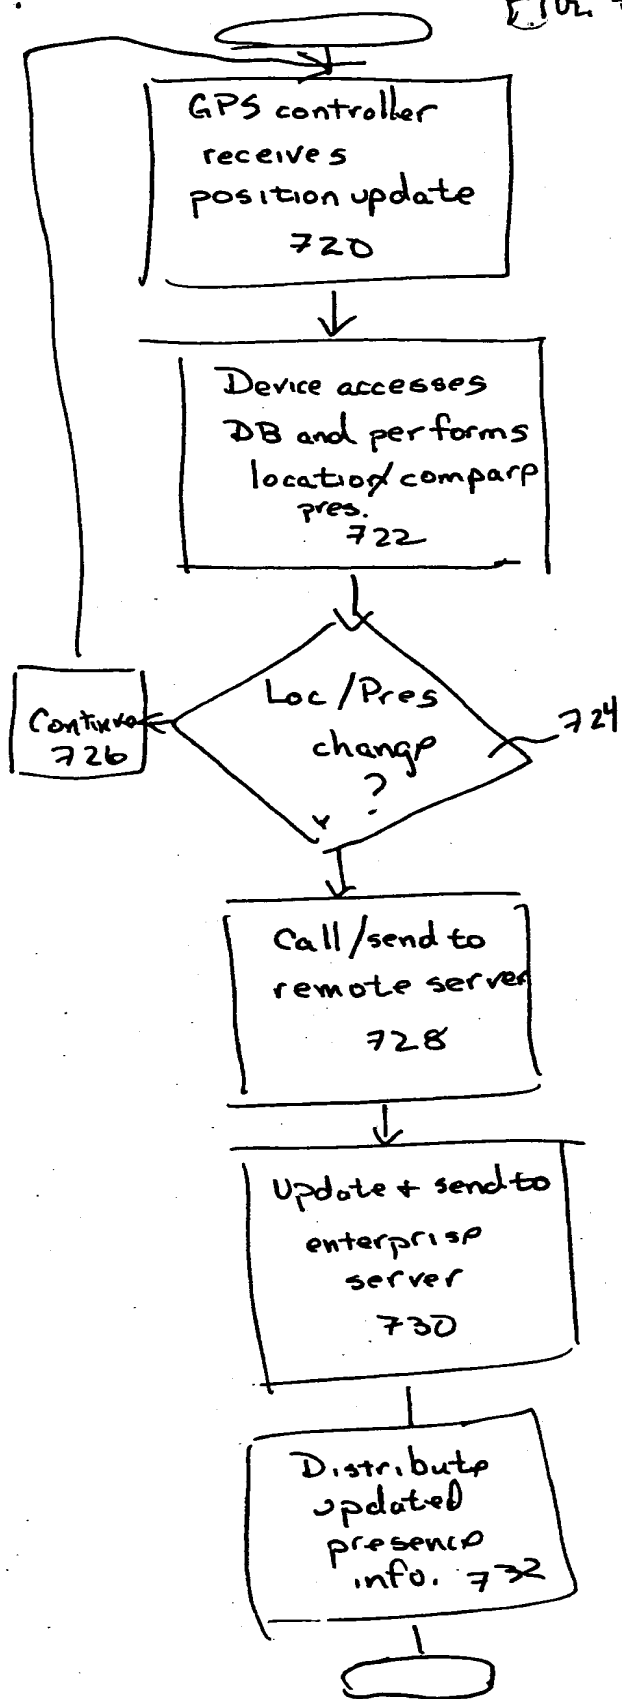 GPS controller
receives
position update
720
Device accesses
DB and performs
location/compare
pres.
722
Loc/Pres
change
?
724
Y
Continue
726
Call/send to
remote server
728
Update + send to
enterprise
server
730
Distribute
updated
presence
info. 732